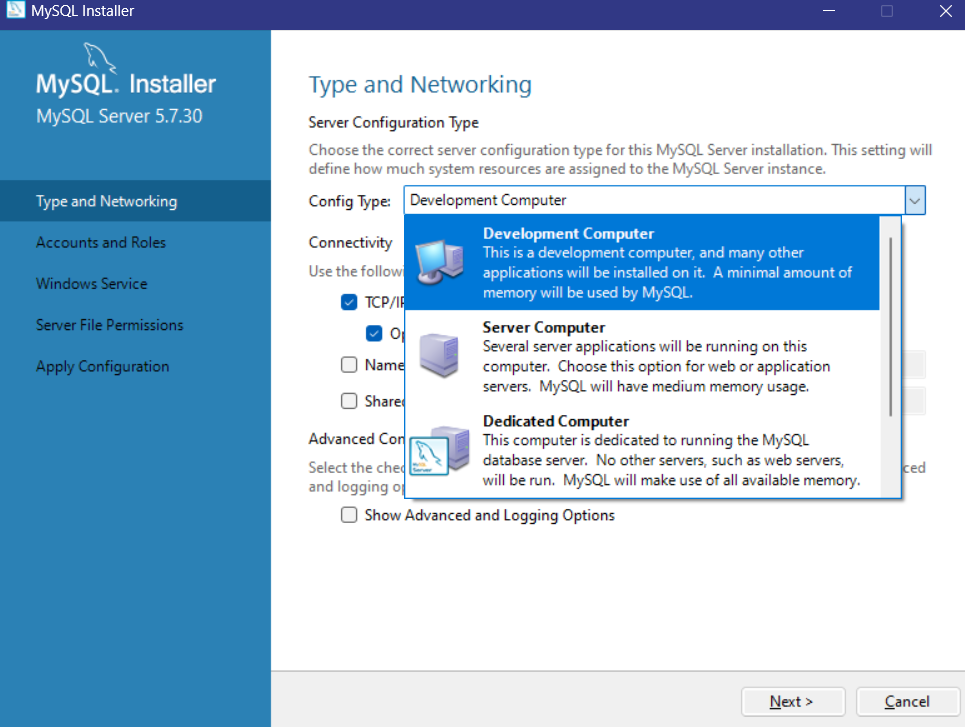 MySQL Installer
MySQL. Installer
MySQL Server 5.7.30
Type and Networking
Accounts and Roles
Windows Service
Server File Permissions
Apply Configuration
Type and Networking
Server Configuration Type
Choose the correct server configuration type for this MySQL Server installation. This setting will
define how much system resources are assigned to the MySQL Server instance.
Config Type: Development Computer
Development Computer
This is a development computer, and many other
applications will be installed on it. A minimal amount of
memory will be used by MySQL.
Server Computer
Several server applications will be running on this
computer. Choose this option for web or application
servers. MySQL will have medium memory usage.
Dedicated Computer
This computer is dedicated to running the MySQL
database server. No other servers, such as web servers,
will be run. MySQL will make use of all available memory.
Connectivity
Use the
TCP/IP
Name
Advanced
Select the
and logging
Show Advanced and Logging Options
Next >
Cancel